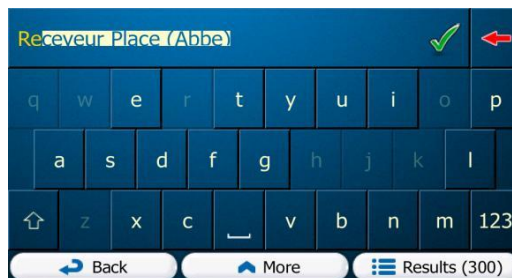 Receveur Place (Abbe)
q w e r t y u i o p
a s d f g h j k l
z x c v b n m 123
Back More Results (300)